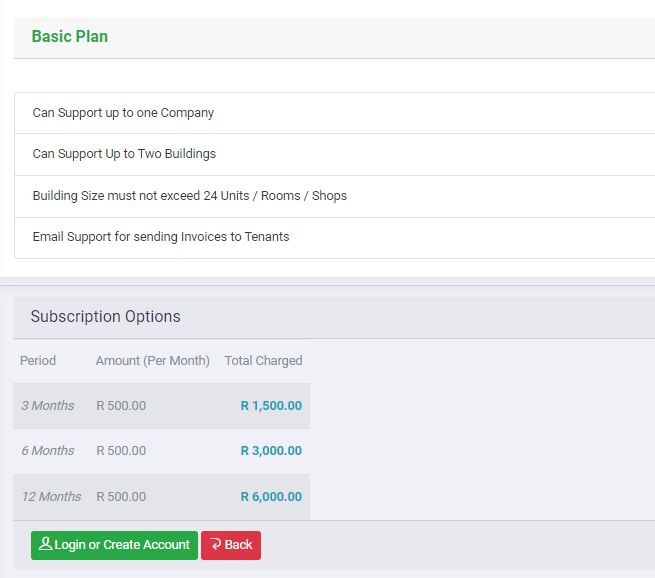 Basic Plan
Can Support up to one Company
Can Support Up to Two Buildings
Building Size must not exceed 24 Units / Rooms / Shops
Email Support for sending Invoices to Tenants
Subscription Options
Period Amount (Per Month) Total Charged
3 Months R 500.00 R 1,500.00
6 Months R 500.00 R 3,000.00
12 Months R 500.00 R 6,000.00
Login or Create Account Back